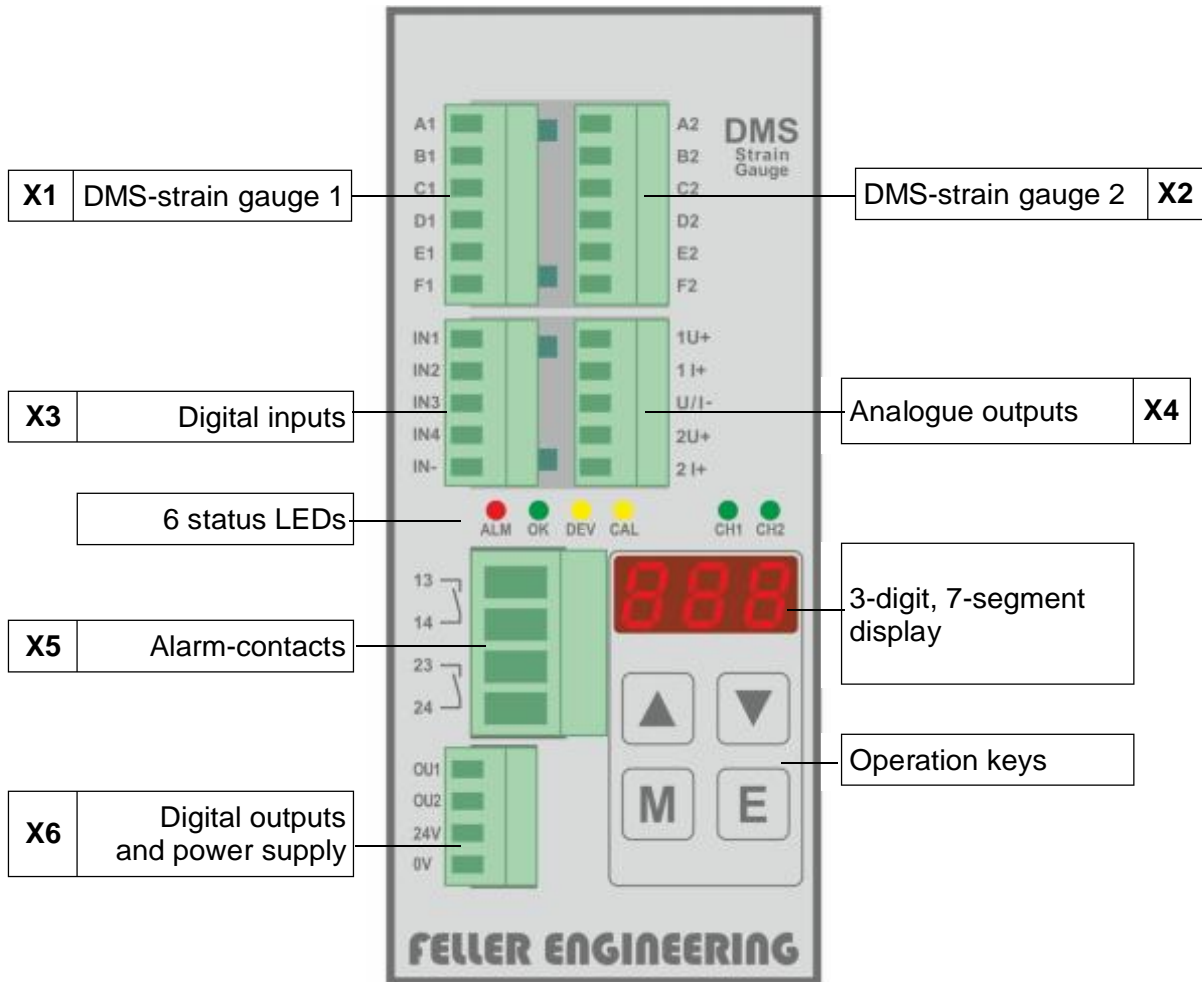 A1
A2
DMS
Strain
Gauge
B1
B2
X1 DMS-strain gauge 1
C1
C2
DMS-strain gauge 2 X2
D1
D2
E1
E2
F1
F2
IN1
1U+
IN2
1 I+
X3 Digital inputs
IN3
U/I-
Analogue outputs X4
IN4
2U+
IN-
2 I+
6 status LEDs
ALM OK DEV CAL CH1 CH2
888
3-digit, 7-segment
display
13
14
X5 Alarm-contacts
23
24
Operation keys
M E
OU1
OU2
24V
0V
X6 Digital outputs
and power supply
FELLER ENGINEERING